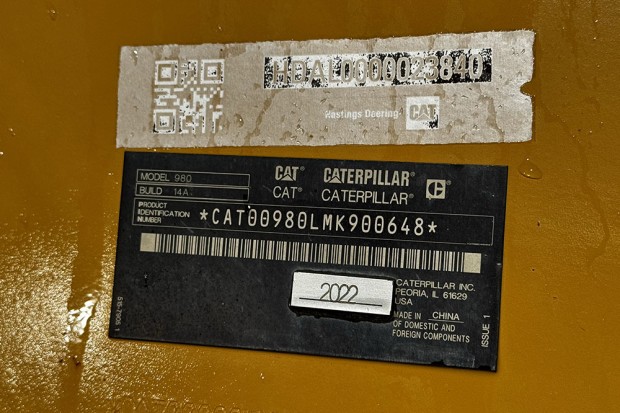 HDAL0000023840
Hastings Deering CAT
MODEL 980
BUILD 14A
CAT CATERPILLAR C
CAT CATERPILLAR
PRODUCT
IDENTIFICATION
NUMBER
*CAT00980LMK900648*
2022
CATERPILLAR INC.
PEORIA, IL 61629
USA
MADE IN CHINA
OF DOMESTIC AND
FOREIGN COMPONENTS
ISSUE 1